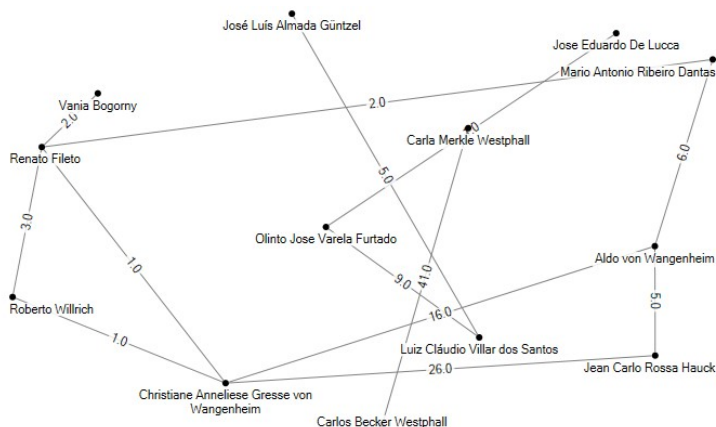 José Luís Almada Güntzel
Jose Eduardo De Lucca
Mario Antonio Ribeiro Dantas
Vania Bogorny
2.0
2.0
Carla Merkle Westphall
Renato Fileto
5.0
6.0
3.0
Olinto Jose Varela Furtado
1.0
Aldo von Wangenheim
9.0
41.0
5.0
Roberto Willrich
16.0
1.0
Luiz Cláudio Villar dos Santos
26.0
Jean Carlo Rossa Hauck
Christiane Anneliese Gresse von
Wangenheim
Carlos Becker Westphall